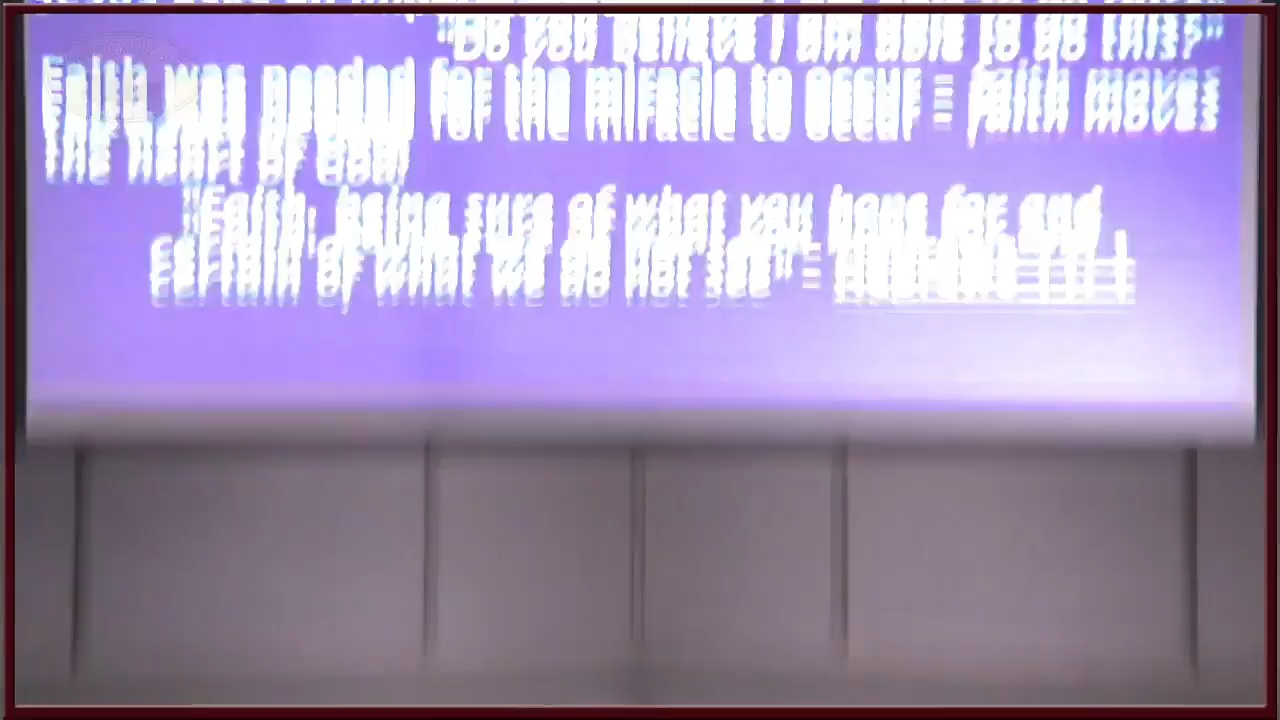 "Do you believe I am able to do this?"
Faith was needed for the miracle to occur = faith moves
the heart of God!
"Faith, being sure of what you hope for and
certain of what we do not see" =